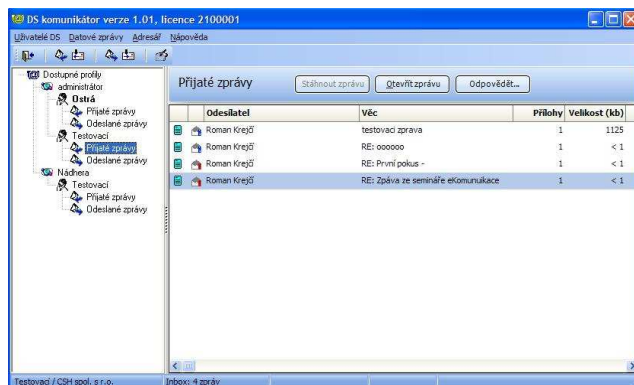 DS komunikátor verze 1.01, licence 2100001
Uživatelé DS Datové zprávy Adresář Nápověda
Dostupné profily
administrátor
Ostrá
Přijaté zprávy
Odeslané zprávy
Testovací
Přijaté zprávy
Odeslané zprávy
Nádhera
Testovací
Přijaté zprávy
Odeslané zprávy
Přijaté zprávy Stáhnout zprávu Otevřít zprávu Odpovědět...
Odesílatel Věc Přílohy Velikost (kb)
Roman Krejčí testovaci zprava 1 1125
Roman Krejčí RE: oooooo 1 < 1
Roman Krejčí RE: První pokus - 1 < 1
Roman Krejčí RE: Zpáva ze semináře eKomunuikace 1 < 1
Testovací / CSH spol. s r.o. Inbox: 4 zpráv